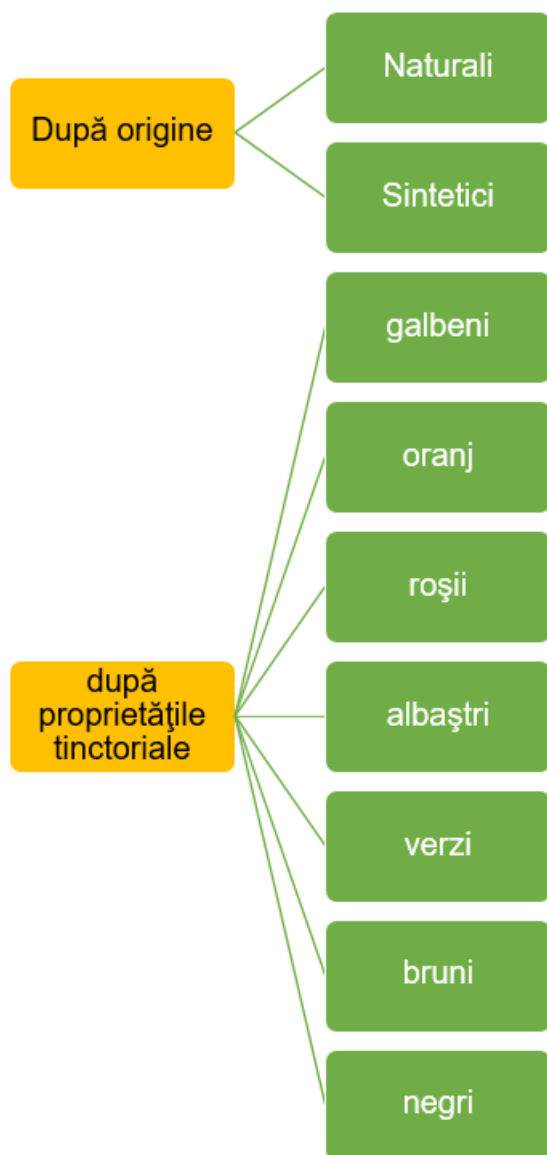 După origine
Naturali
Sintetici
după
proprietăţile
tinctoriale
galbeni
oranj
roşii
albaştri
verzi
bruni
negri